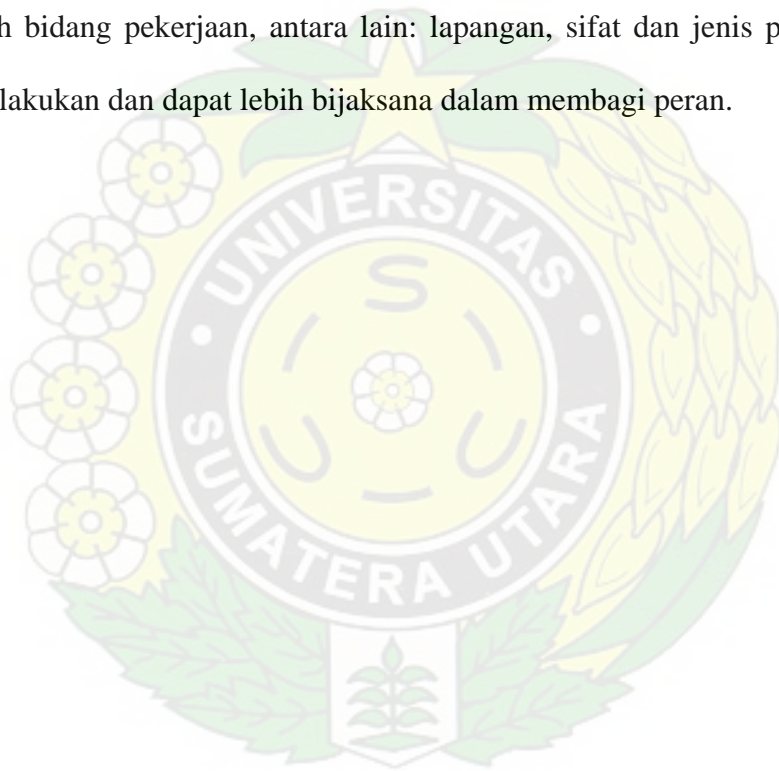 h bidang pekerjaan, antara lain: lapangan, sifat dan jenis p
lakukan dan dapat lebih bijaksana dalam membagi peran.
UNIVERSITAS
U S U
SUMATERA UTARA